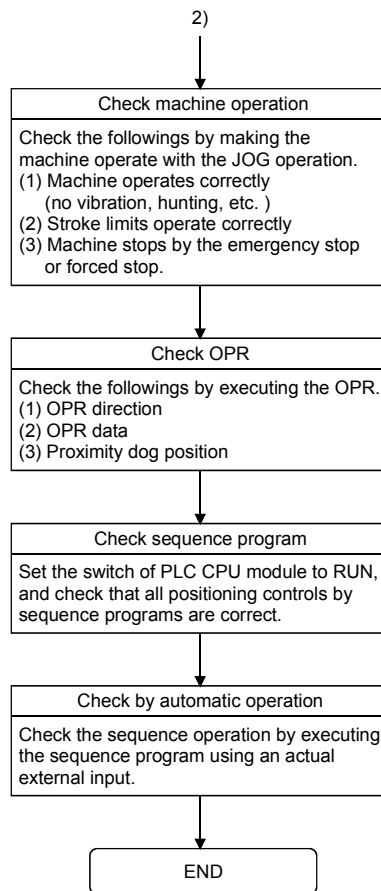 2)
Check machine operation
Check the followings by making the
machine operate with the JOG operation.
(1) Machine operates correctly
(no vibration, hunting, etc. )
(2) Stroke limits operate correctly
(3) Machine stops by the emergency stop
or forced stop.
Check OPR
Check the followings by executing the OPR.
(1) OPR direction
(2) OPR data
(3) Proximity dog position
Check sequence program
Set the switch of PLC CPU module to RUN,
and check that all positioning controls by
sequence programs are correct.
Check by automatic operation
Check the sequence operation by executing
the sequence program using an actual
external input.
END